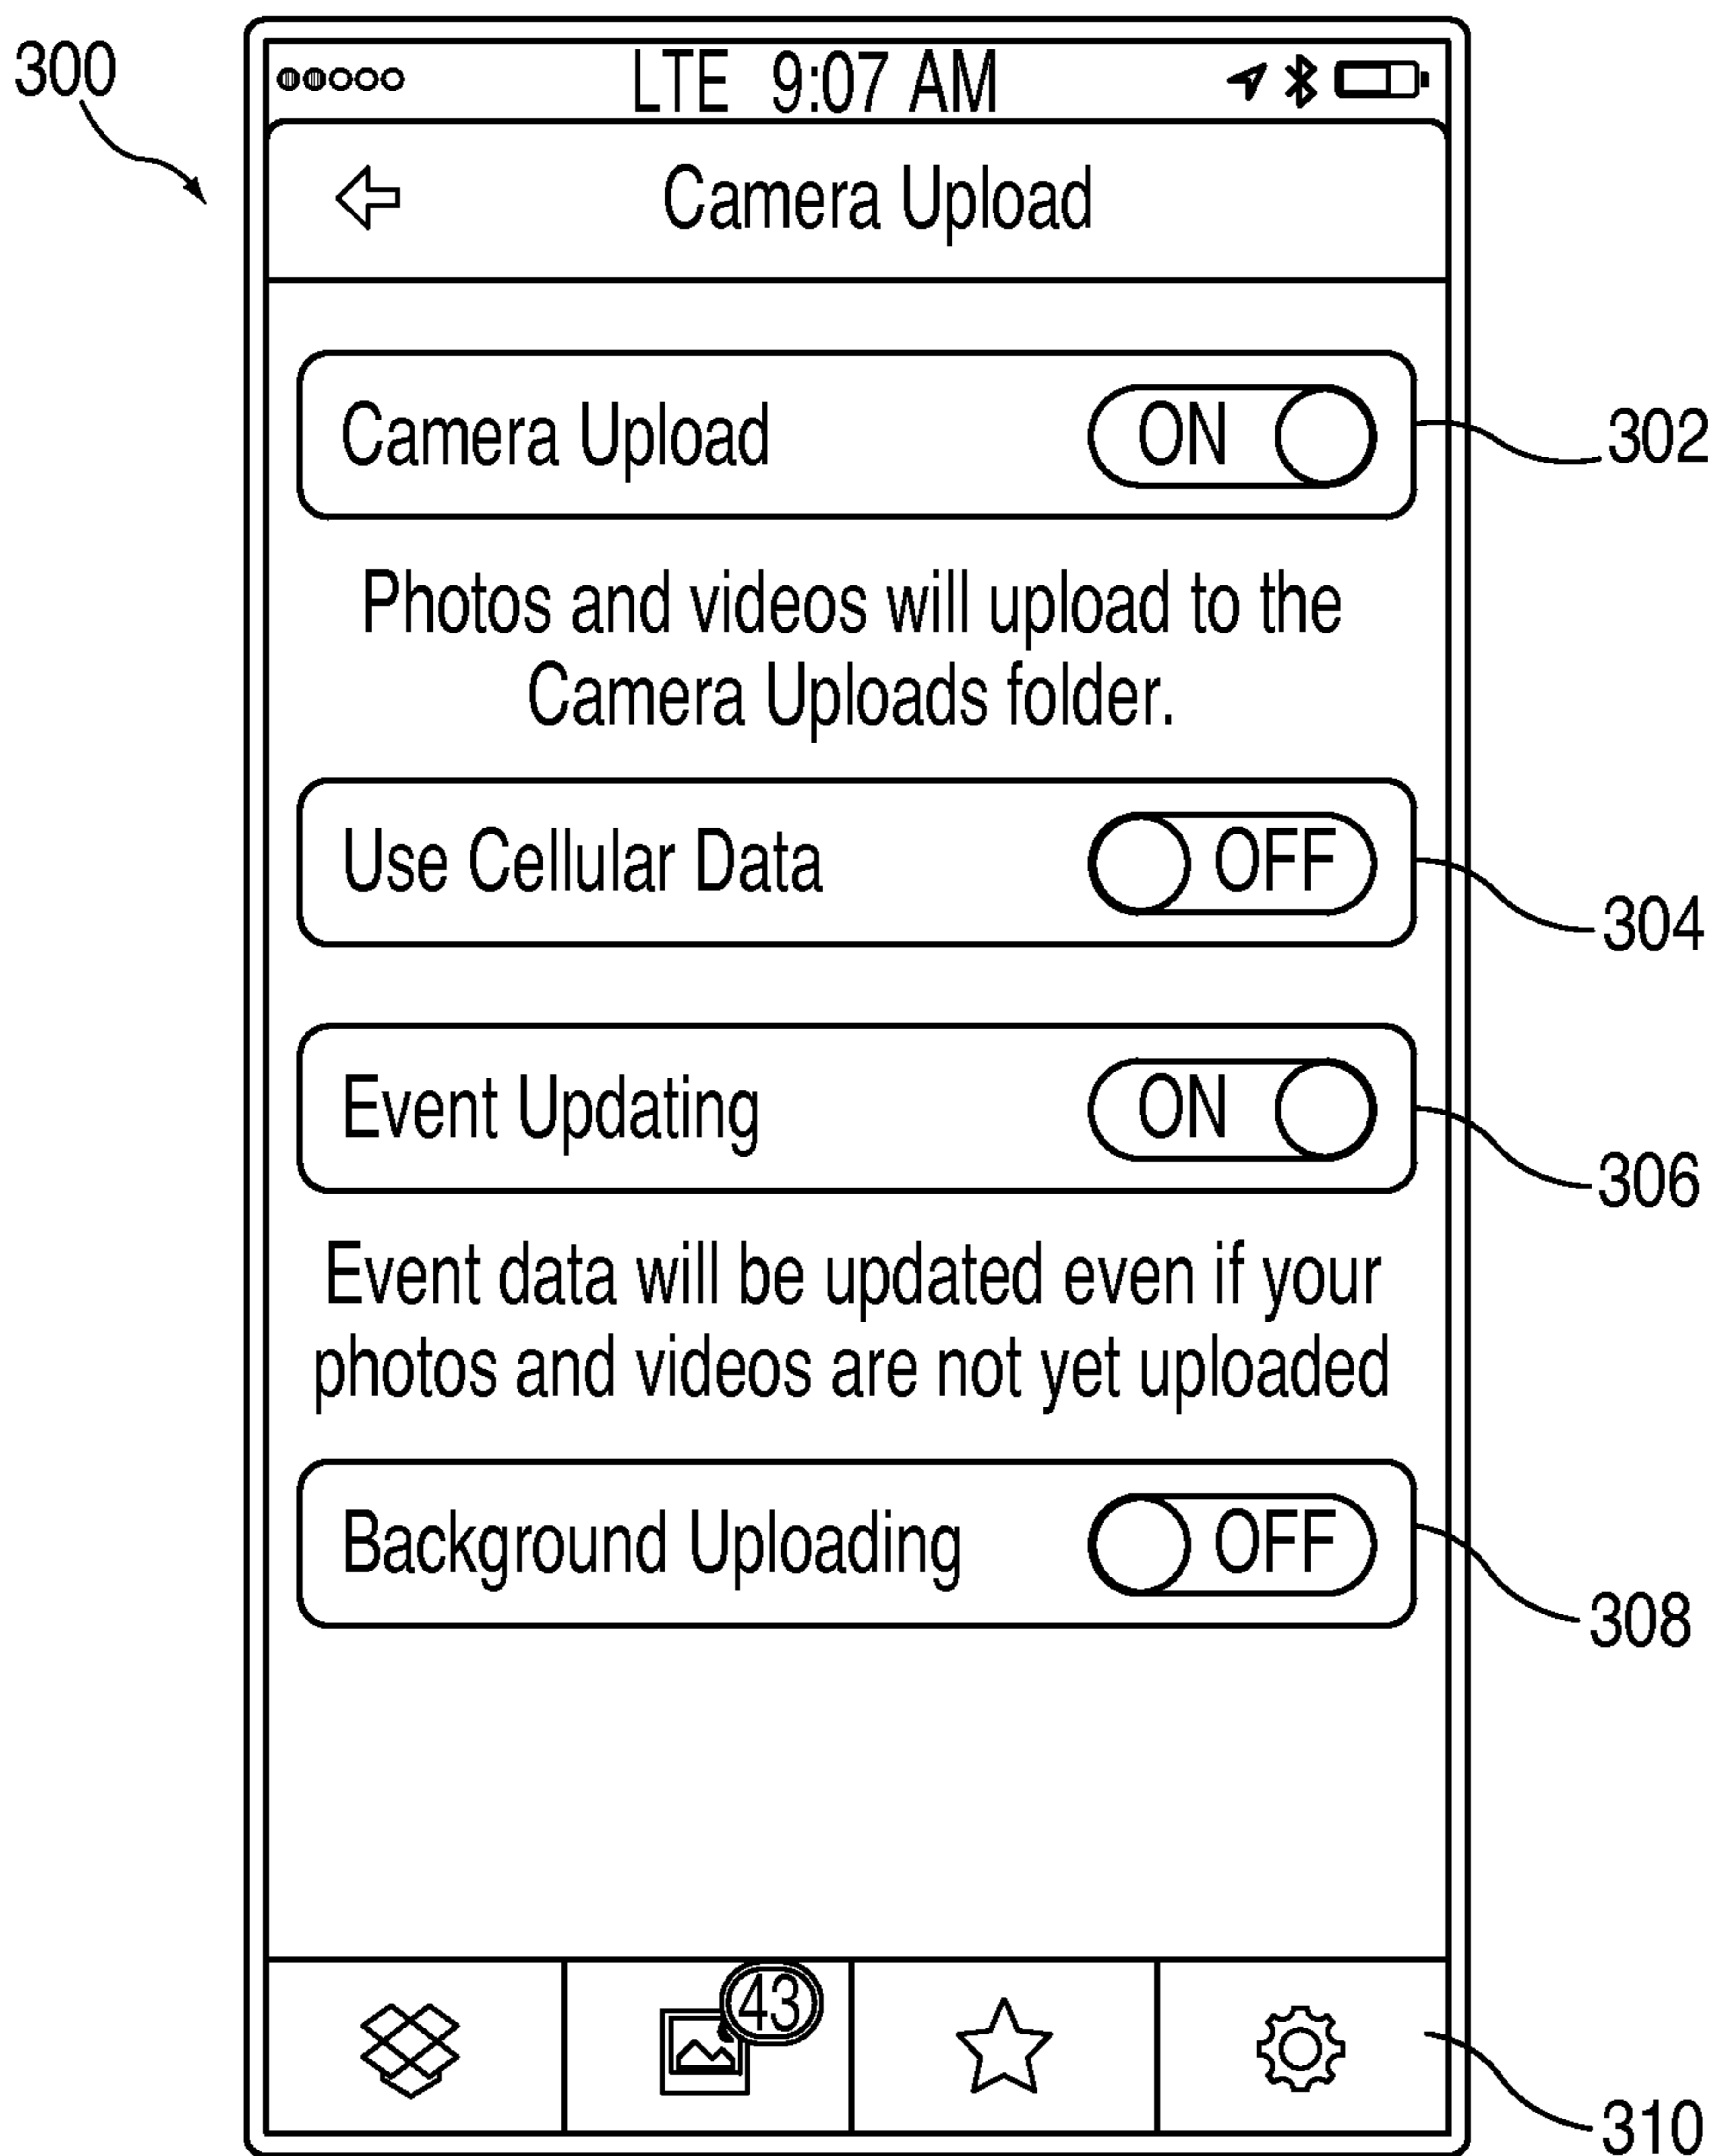 300
LTE 9:07 AM
Camera Upload
Camera Upload ON
302
Photos and videos will upload to the
Camera Uploads folder.
Use Cellular Data OFF
304
Event Updating ON
306
Event data will be updated even if your
photos and videos are not yet uploaded
Background Uploading OFF
308
43
310